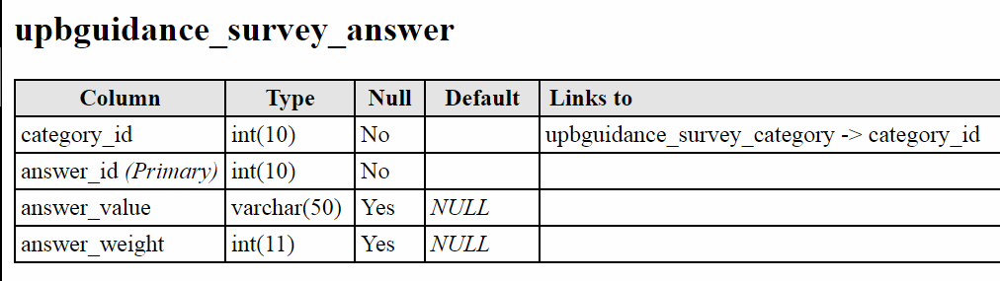 upbguidance_survey_answer
Column Type Null Default Links to
category_id int(10) No upbguidance_survey_category -> category_id
answer_id (Primary) int(10) No
answer_value varchar(50) Yes NULL
answer_weight int(11) Yes NULL